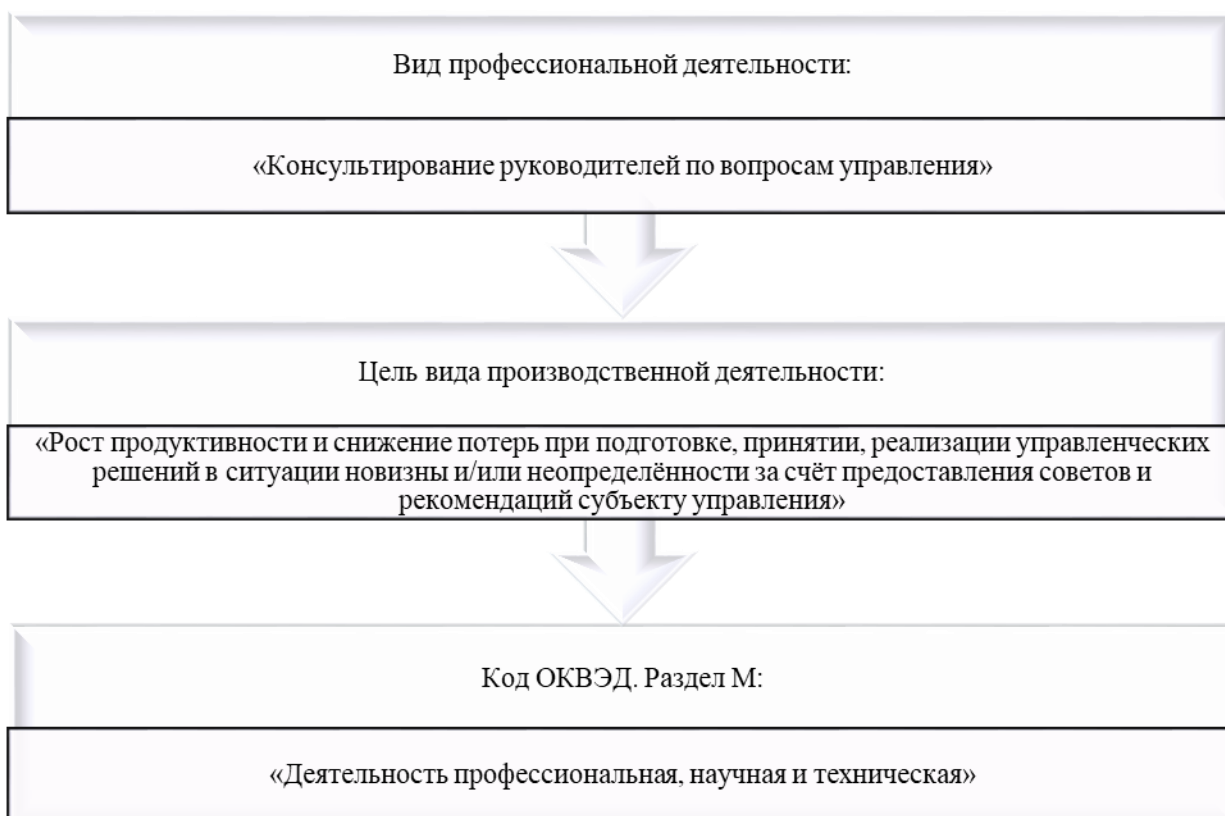 Вид профессиональной деятельности:
«Консультирование руководителей по вопросам управления»
Цель вида производственной деятельности:
«Рост продуктивности и снижение потерь при подготовке, принятии, реализации управленческих
решений в ситуации новизны и/или неопределённости за счёт предоставления советов и
рекомендаций субъекту управления»
Код ОКВЭД. Раздел М:
«Деятельность профессиональная, научная и техническая»